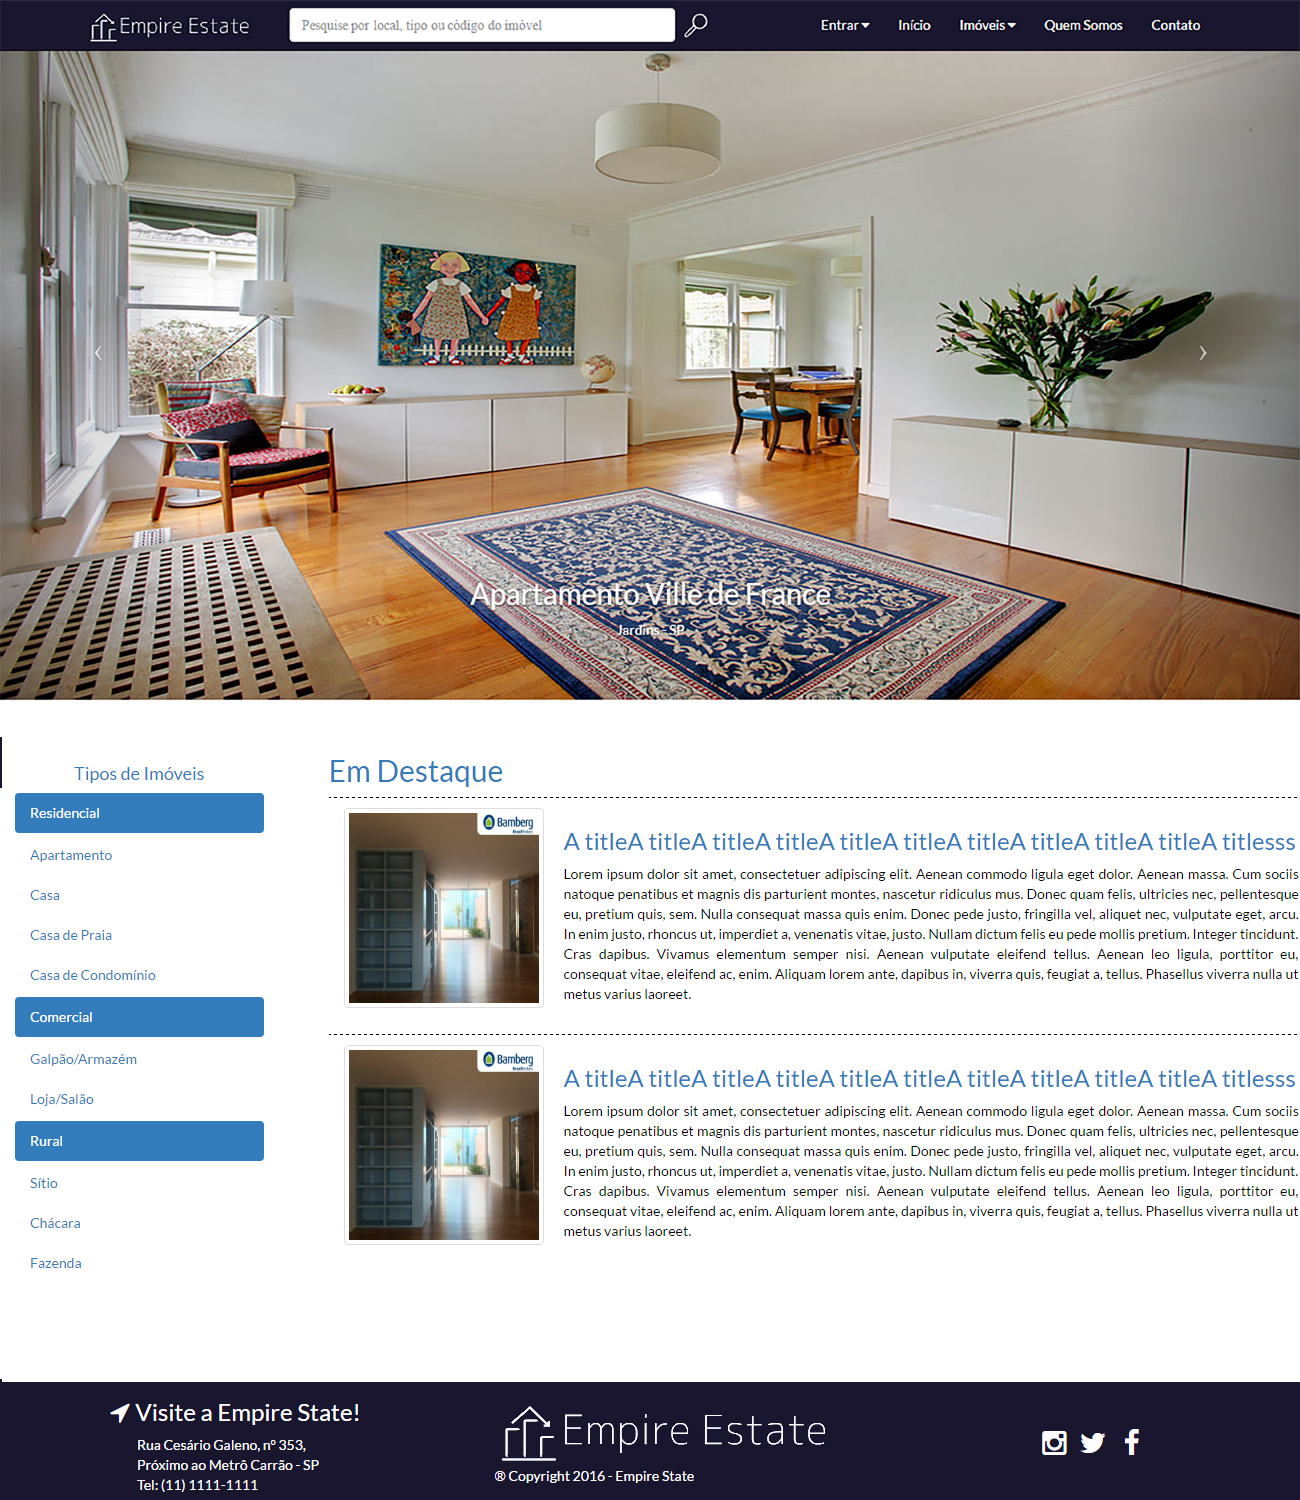 Empire Estate
Pesquise por local, tipo ou código do imóvel
Entrar
Início
Imóveis
Quem Somos
Contato
Apartamento Ville de France
Jardins - SP
Tipos de Imóveis
Residencial
Apartamento
Casa
Casa de Praia
Casa de Condomínio
Comercial
Galpão/Armazém
Loja/Salão
Rural
Sítio
Chácara
Fazenda
Em Destaque
Bamberg
A titleA titleA titleA titleA titleA titleA titleA titleA titleA titleA titlesss
Lorem ipsum dolor sit amet, consectetuer adipiscing elit. Aenean commodo ligula eget dolor. Aenean massa. Cum sociis
natoque penatibus et magnis dis parturient montes, nascetur ridiculus mus. Donec quam felis, ultricies nec, pellentesque
eu, pretium quis, sem. Nulla consequat massa quis enim. Donec pede justo, fringilla vel, aliquet nec, vulputate eget, arcu.
In enim justo, rhoncus ut, imperdiet a, venenatis vitae, justo. Nullam dictum felis eu pede mollis pretium. Integer tincidunt.
Cras dapibus. Vivamus elementum semper nisi. Aenean vulputate eleifend tellus. Aenean leo ligula, porttitor eu,
consequat vitae, eleifend ac, enim. Aliquam lorem ante, dapibus in, viverra quis, feugiat a, tellus. Phasellus viverra nulla ut
metus varius laoreet.
Bamberg
A titleA titleA titleA titleA titleA titleA titleA titleA titleA titleA titlesss
Lorem ipsum dolor sit amet, consectetuer adipiscing elit. Aenean commodo ligula eget dolor. Aenean massa. Cum sociis
natoque penatibus et magnis dis parturient montes, nascetur ridiculus mus. Donec quam felis, ultricies nec, pellentesque
eu, pretium quis, sem. Nulla consequat massa quis enim. Donec pede justo, fringilla vel, aliquet nec, vulputate eget, arcu.
In enim justo, rhoncus ut, imperdiet a, venenatis vitae, justo. Nullam dictum felis eu pede mollis pretium. Integer tincidunt.
Cras dapibus. Vivamus elementum semper nisi. Aenean vulputate eleifend tellus. Aenean leo ligula, porttitor eu,
consequat vitae, eleifend ac, enim. Aliquam lorem ante, dapibus in, viverra quis, feugiat a, tellus. Phasellus viverra nulla ut
metus varius laoreet.
Visite a Empire State!
Rua Cesário Galeno, nº 353,
Próximo ao Metrô Carrão - SP
Tel: (11) 1111-1111
Empire Estate
® Copyright 2016 - Empire State